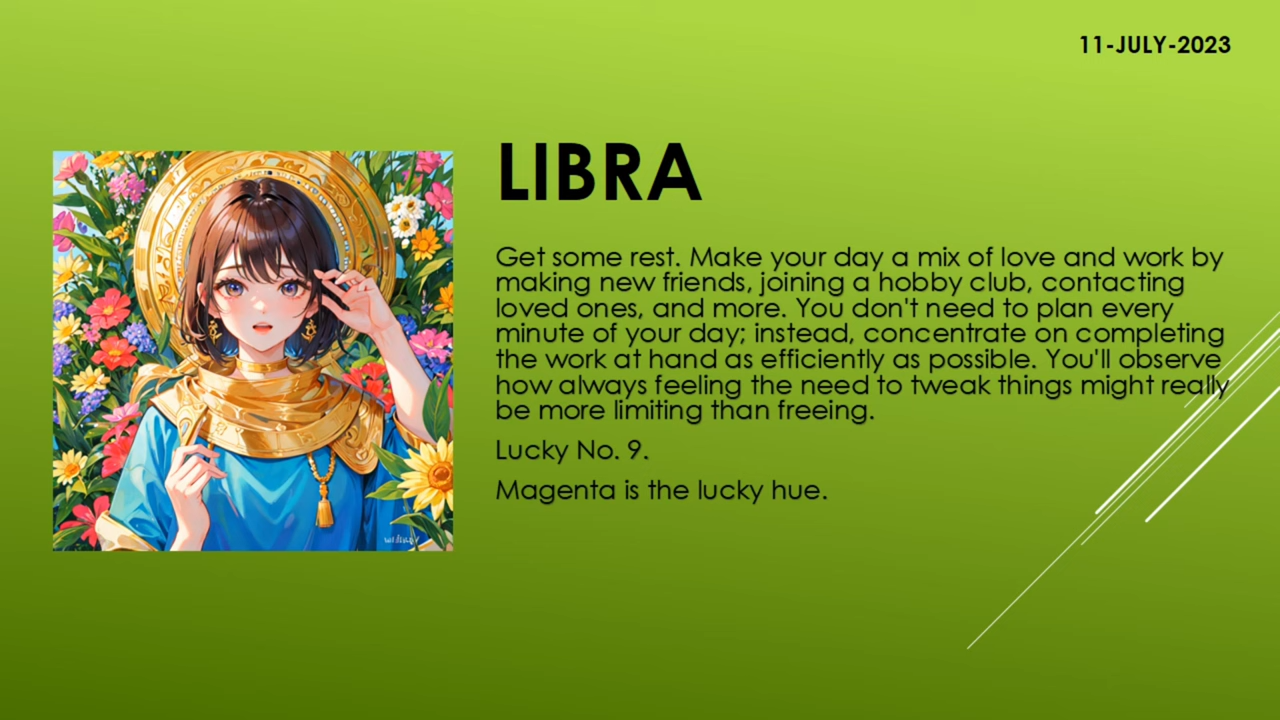 11-JULY-2023
LIBRA
Get some rest. Make your day a mix of love and work by
making new friends, joining a hobby club, contacting
loved ones, and more. You don't need to plan every
minute of your day; instead, concentrate on completing
the work at hand as efficiently as possible. You'll observe
how always feeling the need to tweak things might really
be more limiting than freeing.
Lucky No. 9.
Magenta is the lucky hue.